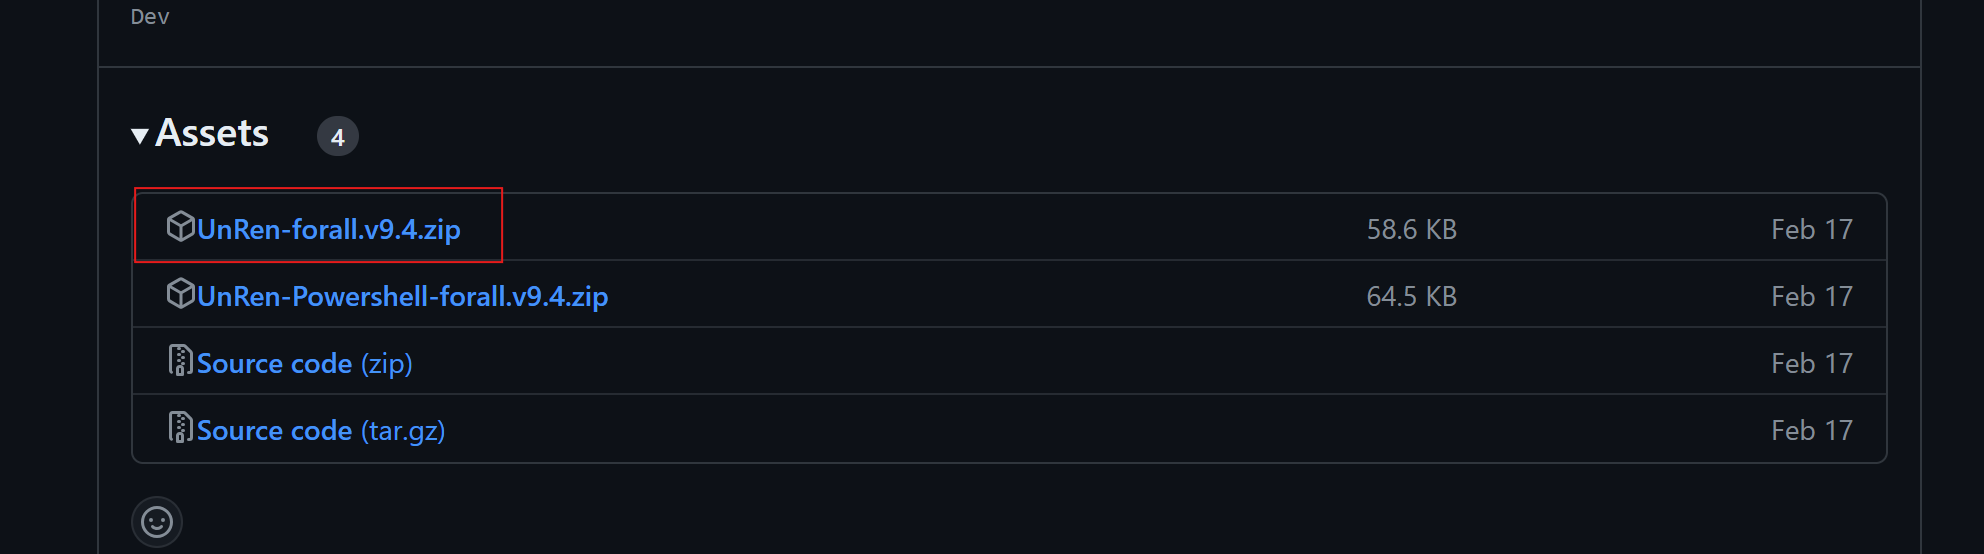 Dev
Assets 4
UnRen-forall.v9.4.zip 58.6 KB Feb 17
UnRen-Powershell-forall.v9.4.zip 64.5 KB Feb 17
Source code (zip) Feb 17
Source code (tar.gz) Feb 17